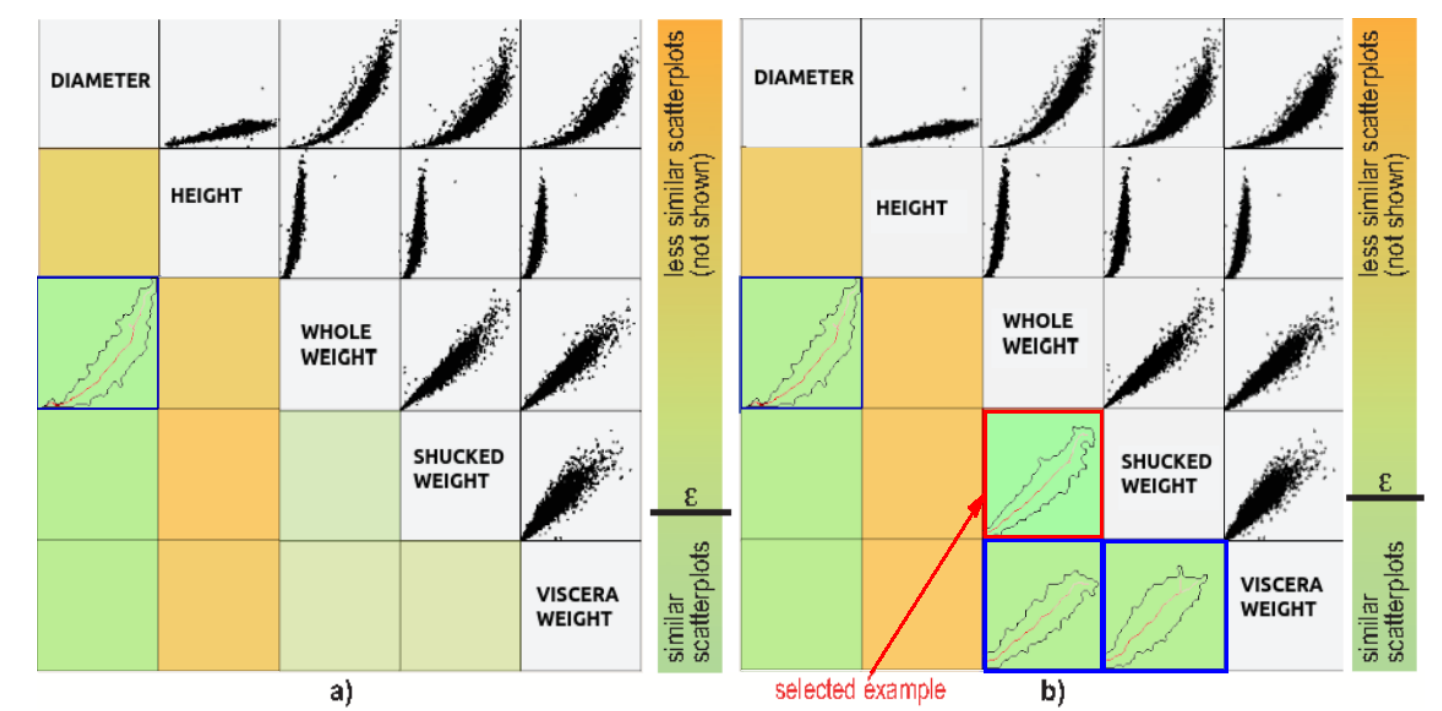 DIAMETER
HEIGHT
WHOLE
WEIGHT
SHUCKED
WEIGHT
VISCERA
WEIGHT
less similar scatterplots
(not shown)
ε
similar
scatterplots
a)
DIAMETER
HEIGHT
WHOLE
WEIGHT
SHUCKED
WEIGHT
VISCERA
WEIGHT
less similar scatterplots
(not shown)
ε
similar
scatterplots
selected example
b)